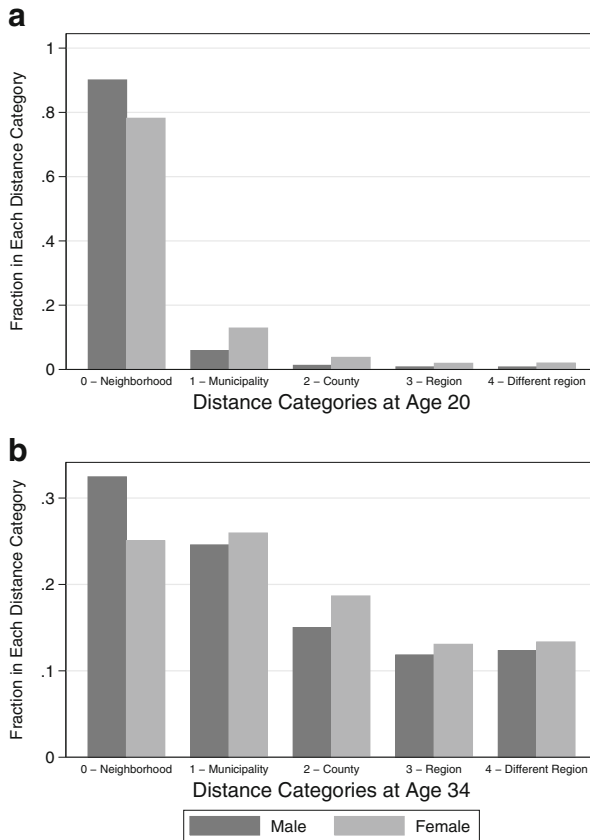 a
Fraction in Each Distance Category
1
.8
.6
.4
.2
0
0 – Neighborhood 1 – Municipality 2 – County 3 – Region 4 – Different region
Distance Categories at Age 20
b
Fraction in Each Distance Category
.3
.2
.1
0
0 – Neighborhood 1 – Municipality 2 – County 3 – Region 4 – Different Region
Distance Categories at Age 34
Male Female